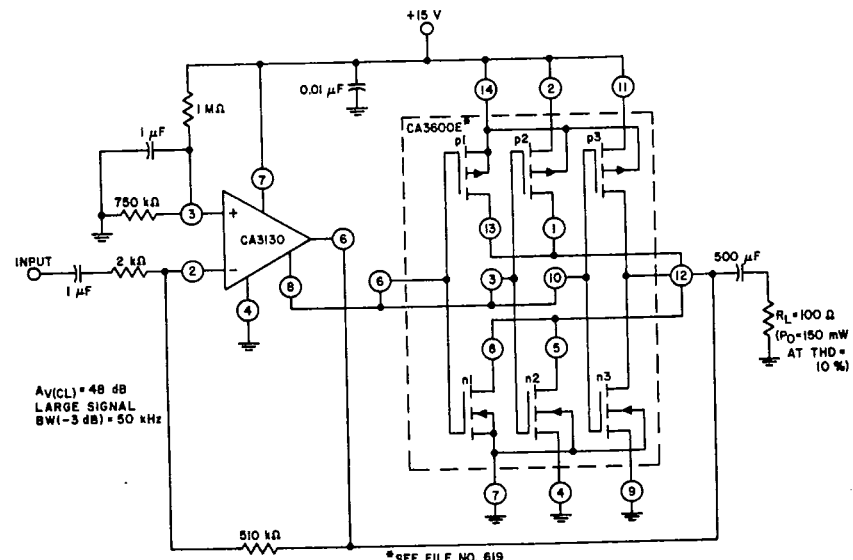 +15 V
14
2
11
0.01 µF
1 MΩ
CA3600E*
p1
p2
p3
1 µF
7
750 kΩ
3
+
CA3130
6
13
1
INPUT
1 µF
2 kΩ
2
−
8
4
6
3
10
12
500 µF
RL=100 Ω
(PO=150 mW
AT THD=
10 %)
8
5
AV(CL) = 48 dB
LARGE SIGNAL
BW(-3 dB) = 50 kHz
n1
n2
n3
7
4
9
510 kΩ
*SEE FILE NO. 619